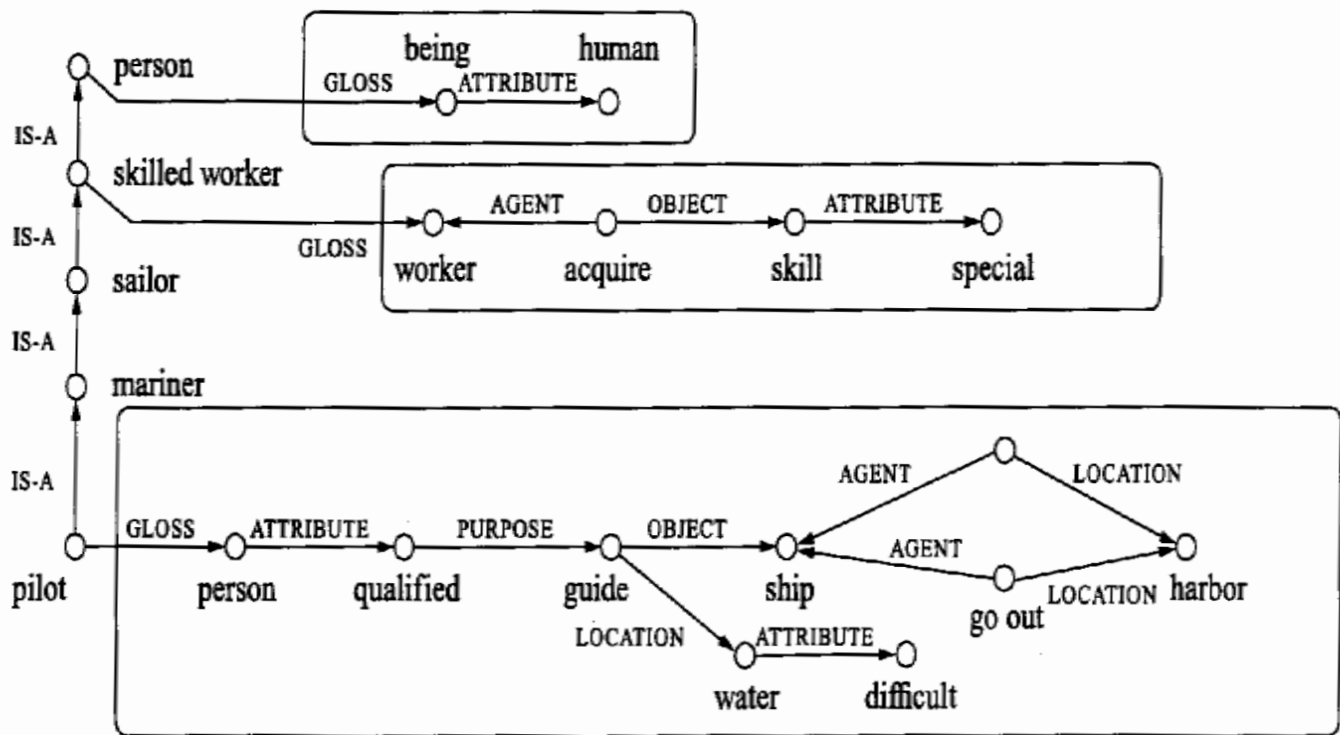 being human
person
GLOSS ATTRIBUTE
IS-A
skilled worker
AGENT OBJECT ATTRIBUTE
IS-A
GLOSS
worker acquire skill special
sailor
IS-A
mariner
AGENT LOCATION
IS-A
GLOSS ATTRIBUTE PURPOSE OBJECT
AGENT
pilot person qualified guide ship LOCATION harbor
go out
LOCATION ATTRIBUTE
water difficult